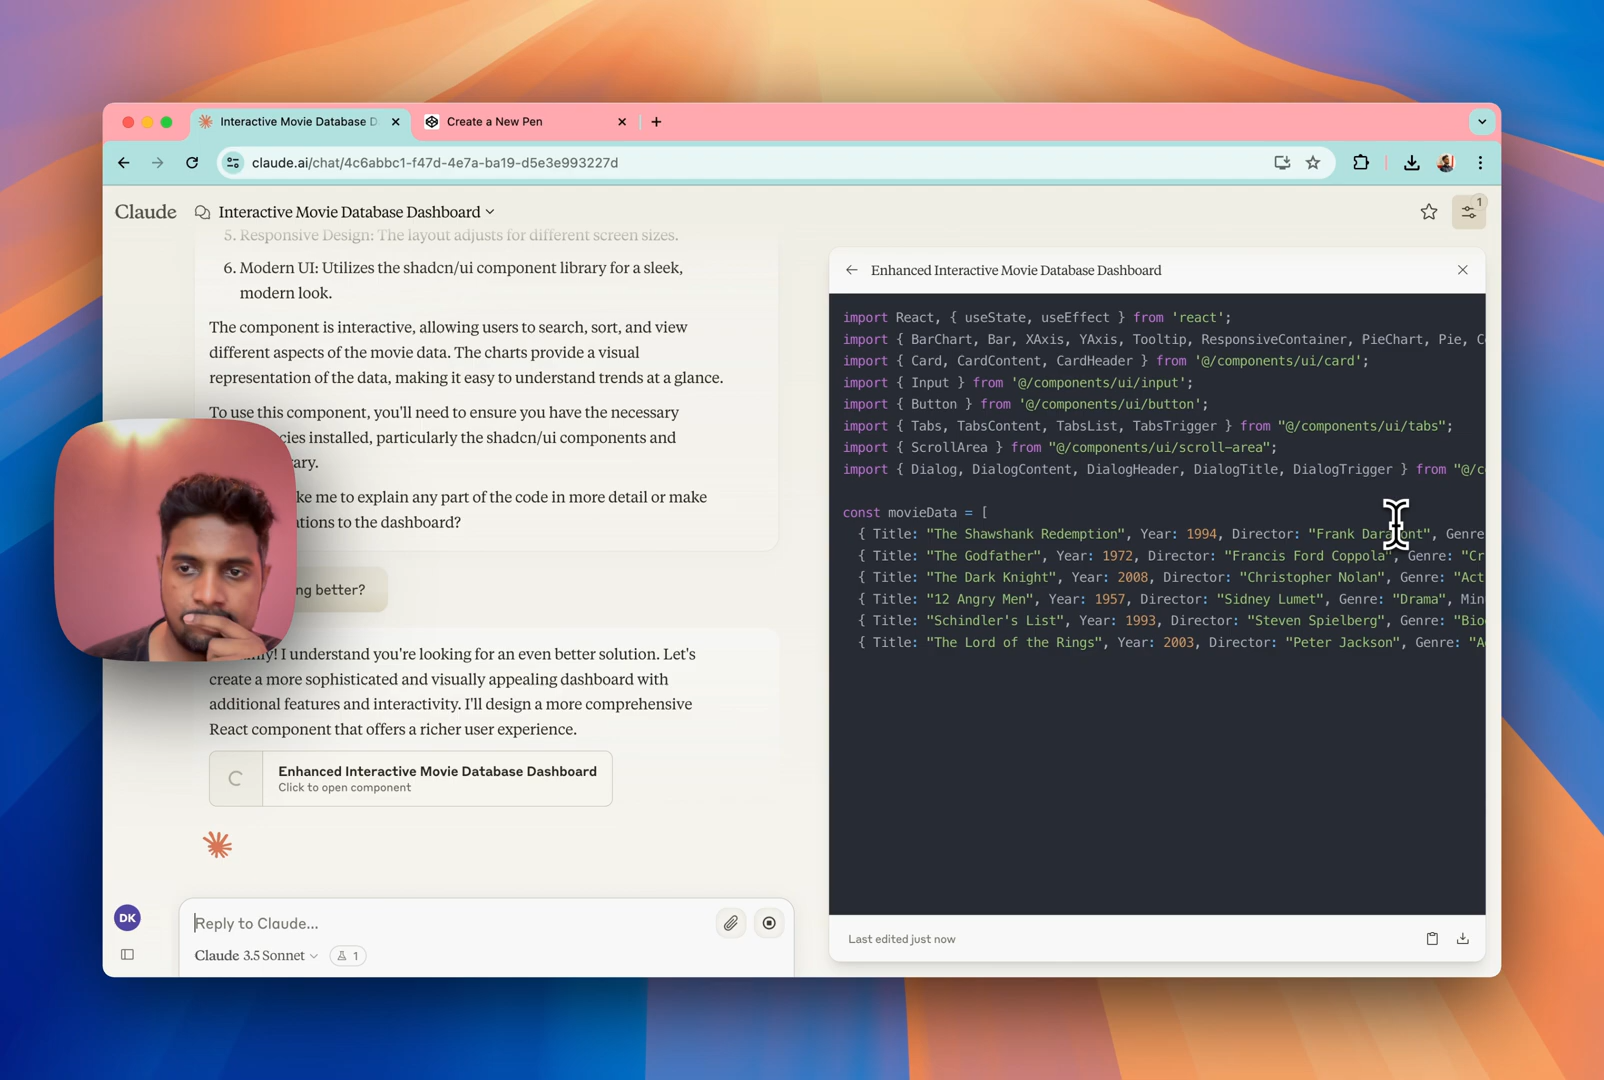 Interactive Movie Database D
Create a New Pen
claude.ai/chat/4c6abbc1-f47d-4e7a-ba19-d5e3e993227d
Claude
Interactive Movie Database Dashboard
1
5. Responsive Design: The layout adjusts for different screen sizes.
6. Modern UI: Utilizes the shadcn/ui component library for a sleek,
modern look.
The component is interactive, allowing users to search, sort, and view
different aspects of the movie data. The charts provide a visual
representation of the data, making it easy to understand trends at a glance.
To use this component, you'll need to ensure you have the necessary
cies installed, particularly the shadcn/ui components and
ary.
ke me to explain any part of the code in more detail or make
ations to the dashboard?
ng better?
! I understand you're looking for an even better solution. Let's
create a more sophisticated and visually appealing dashboard with
additional features and interactivity. I'll design a more comprehensive
React component that offers a richer user experience.
Enhanced Interactive Movie Database Dashboard
Click to open component
DK
Reply to Claude...
Claude 3.5 Sonnet
1
Enhanced Interactive Movie Database Dashboard
import React, { useState, useEffect } from 'react';
import { BarChart, Bar, XAxis, YAxis, Tooltip, ResponsiveContainer, PieChart, Pie, C
import { Card, CardContent, CardHeader } from '@/components/ui/card';
import { Input } from '@/components/ui/input';
import { Button } from '@/components/ui/button';
import { Tabs, TabsContent, TabsList, TabsTrigger } from "@/components/ui/tabs";
import { ScrollArea } from "@/components/ui/scroll-area";
import { Dialog, DialogContent, DialogHeader, DialogTitle, DialogTrigger } from "@/c
const movieData = [
{ Title: "The Shawshank Redemption", Year: 1994, Director: "Frank Darabont", Genre
{ Title: "The Godfather", Year: 1972, Director: "Francis Ford Coppola", Genre: "Cr
{ Title: "The Dark Knight", Year: 2008, Director: "Christopher Nolan", Genre: "Act
{ Title: "12 Angry Men", Year: 1957, Director: "Sidney Lumet", Genre: "Drama", Min
{ Title: "Schindler's List", Year: 1993, Director: "Steven Spielberg", Genre: "Bio
{ Title: "The Lord of the Rings", Year: 2003, Director: "Peter Jackson", Genre: "A
Last edited just now